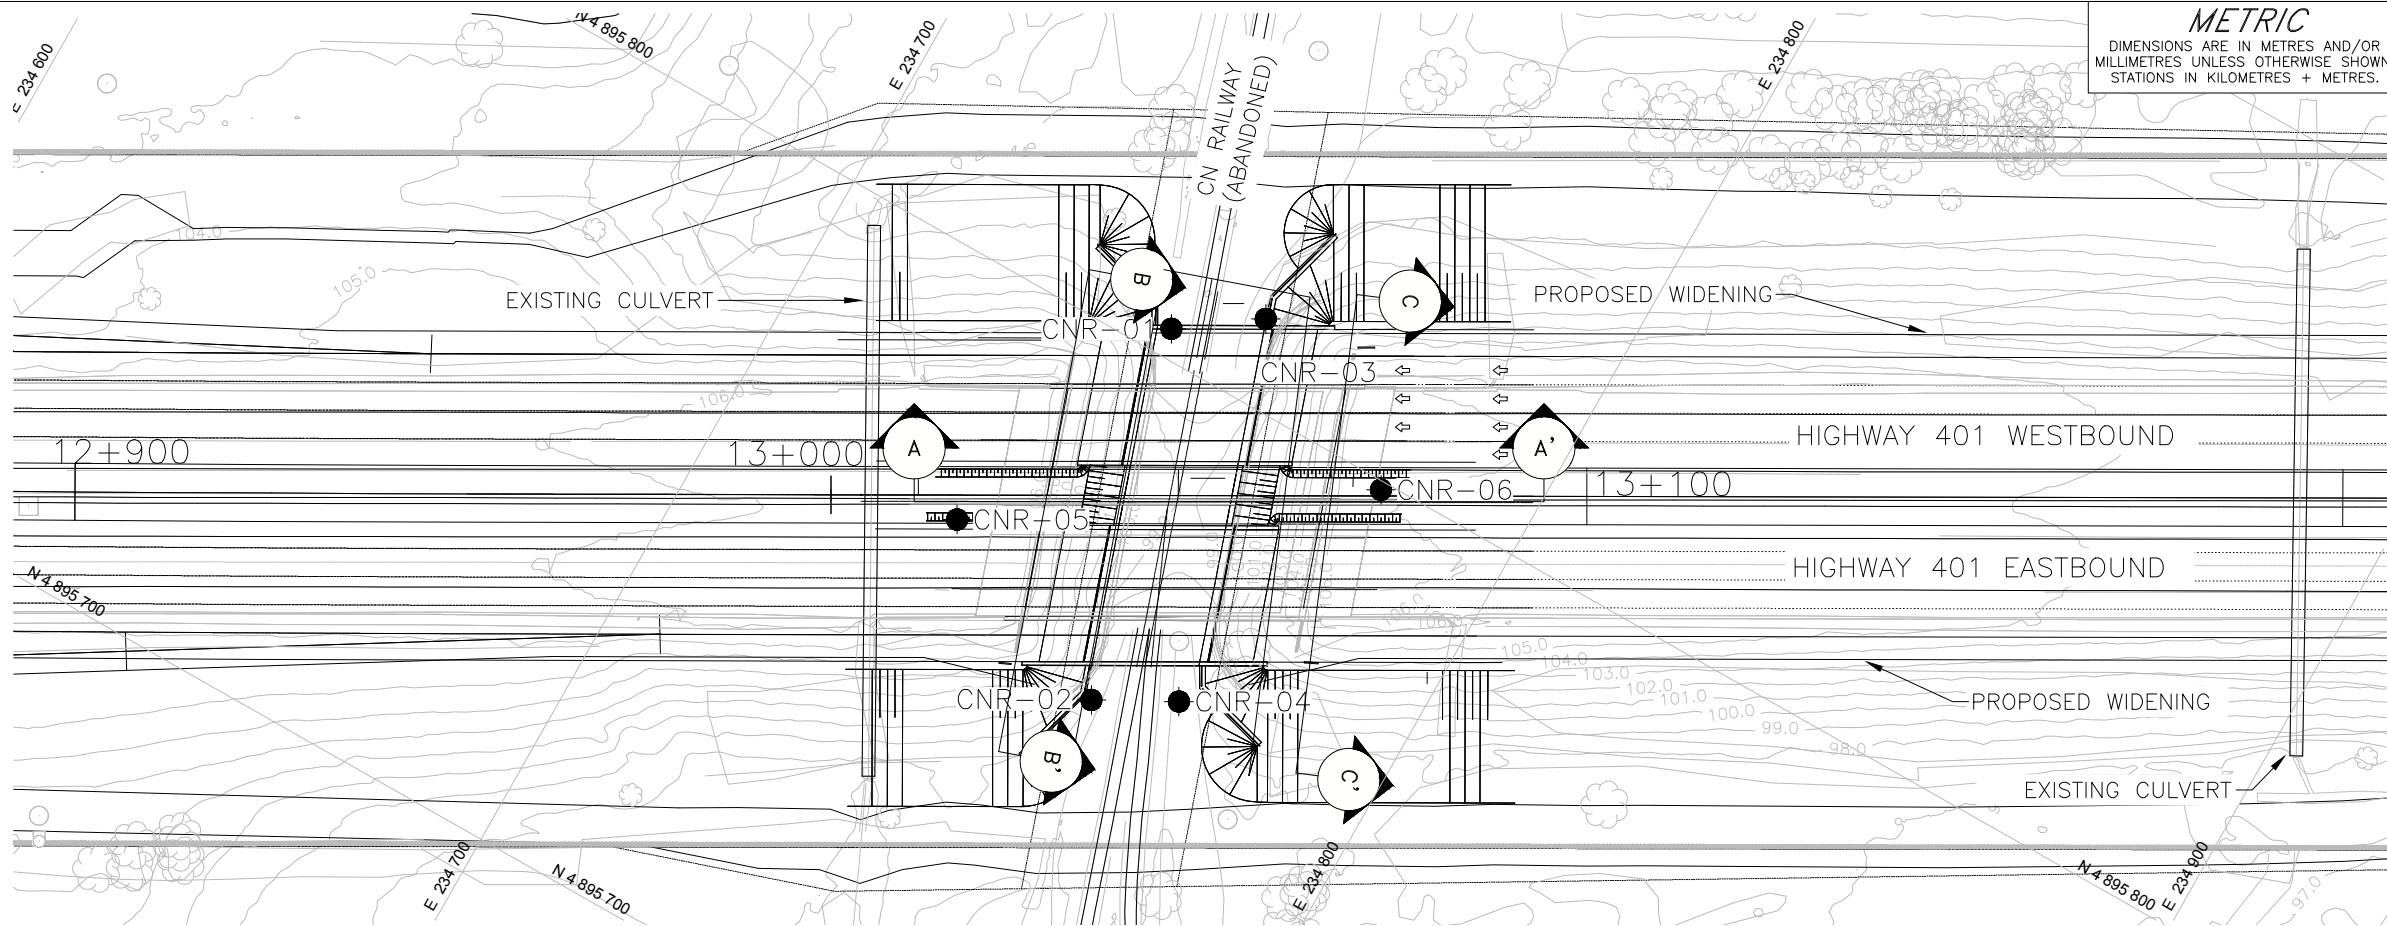 METRIC
DIMENSIONS ARE IN METRES AND/OR
MILLIMETRES UNLESS OTHERWISE SHOWN
STATIONS IN KILOMETRES + METRES.
E 234 600
N 4 895 800
E 234 700
E 234 800
CN RAILWAY
(ABANDONED)
104.0
105.0
EXISTING CULVERT
B
C
PROPOSED WIDENING
CNR-01
CNR-03
106.0
12+900
13+000
A
A'
HIGHWAY 401 WESTBOUND
13+100
CNR-06
CNR-05
HIGHWAY 401 EASTBOUND
N 4 895 700
106.0
106.0
105.0
104.0
103.0
102.0
101.0
100.0
99.0
98.0
PROPOSED WIDENING
CNR-02
CNR-04
B'
C'
EXISTING CULVERT
E 234 700
N 4 895 700
E 234 800
N 4 895 800
E 234 900
97.0